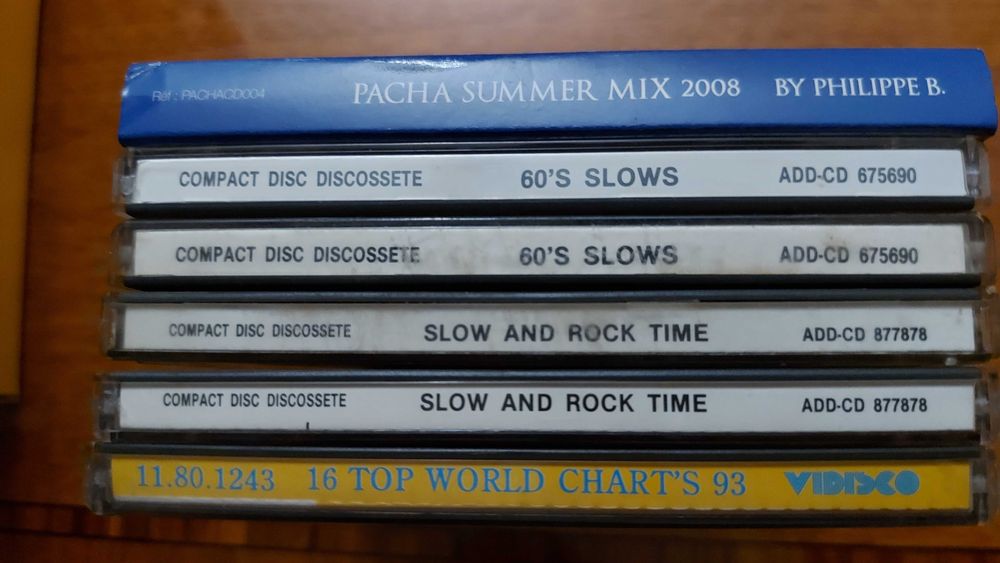 Réf : PACHACD004 PACHA SUMMER MIX 2008 BY PHILIPPE B.
COMPACT DISC DISCOSSETE 60'S SLOWS ADD-CD 675690
COMPACT DISC DISCOSSETE 60'S SLOWS ADD-CD 675690
COMPACT DISC DISCOSSETE SLOW AND ROCK TIME ADD-CD 877878
COMPACT DISC DISCOSSETE SLOW AND ROCK TIME ADD-CD 877878
11.80.1243 16 TOP WORLD CHART'S 93 VIDISCO